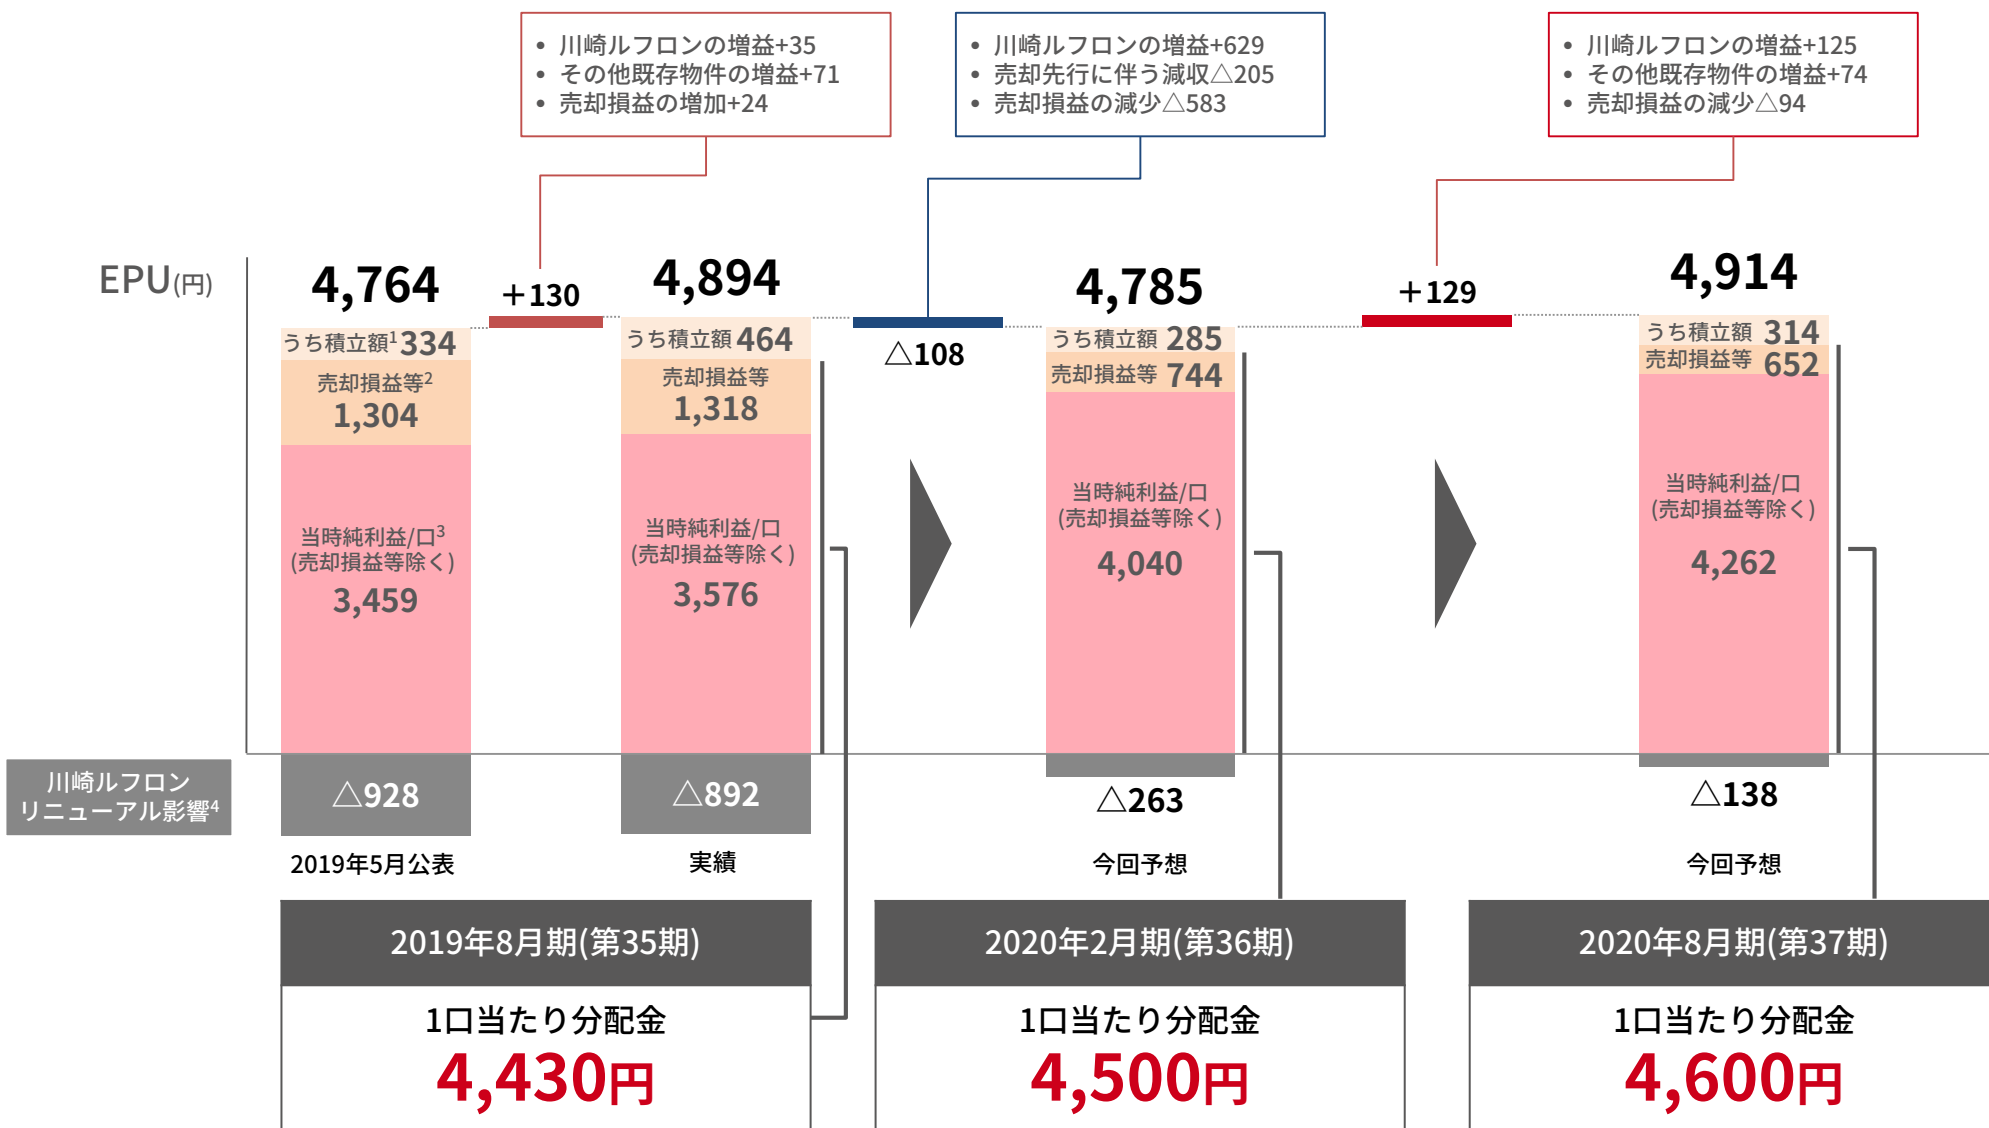 • 川崎ルフロンの増益+35
• その他既存物件の増益+71
• 売却損益の増加+24
• 川崎ルフロンの増益+629
• 売却先行に伴う減収△205
• 売却損益の減少△583
• 川崎ルフロンの増益+125
• その他既存物件の増益+74
• 売却損益の減少△94
EPU(円)
4,764
+130
4,894
△108
4,785
+129
4,914
うち積立額1 334
売却損益等2
1,304
当時純利益/口3
(売却損益等除く)
3,459
うち積立額 464
売却損益等
1,318
当時純利益/口
(売却損益等除く)
3,576
うち積立額 285
売却損益等 744
当時純利益/口
(売却損益等除く)
4,040
うち積立額 314
売却損益等 652
当時純利益/口
(売却損益等除く)
4,262
川崎ルフロン
リニューアル影響4
△928
△892
△263
△138
2019年5月公表
実績
今回予想
今回予想
2019年8月期(第35期)
1口当たり分配金
4,430円
2020年2月期(第36期)
1口当たり分配金
4,500円
2020年8月期(第37期)
1口当たり分配金
4,600円